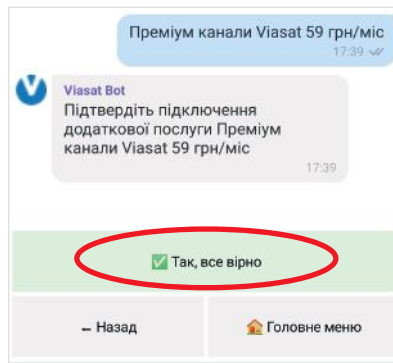 Преміум канали Viasat 59 грн/міс
17:39
Viasat Bot
Підтвердіть підключення
додаткової послуги Преміум
канали Viasat 59 грн/міс
17:39
✅ Так, все вірно
← Назад
🏠 Головне меню